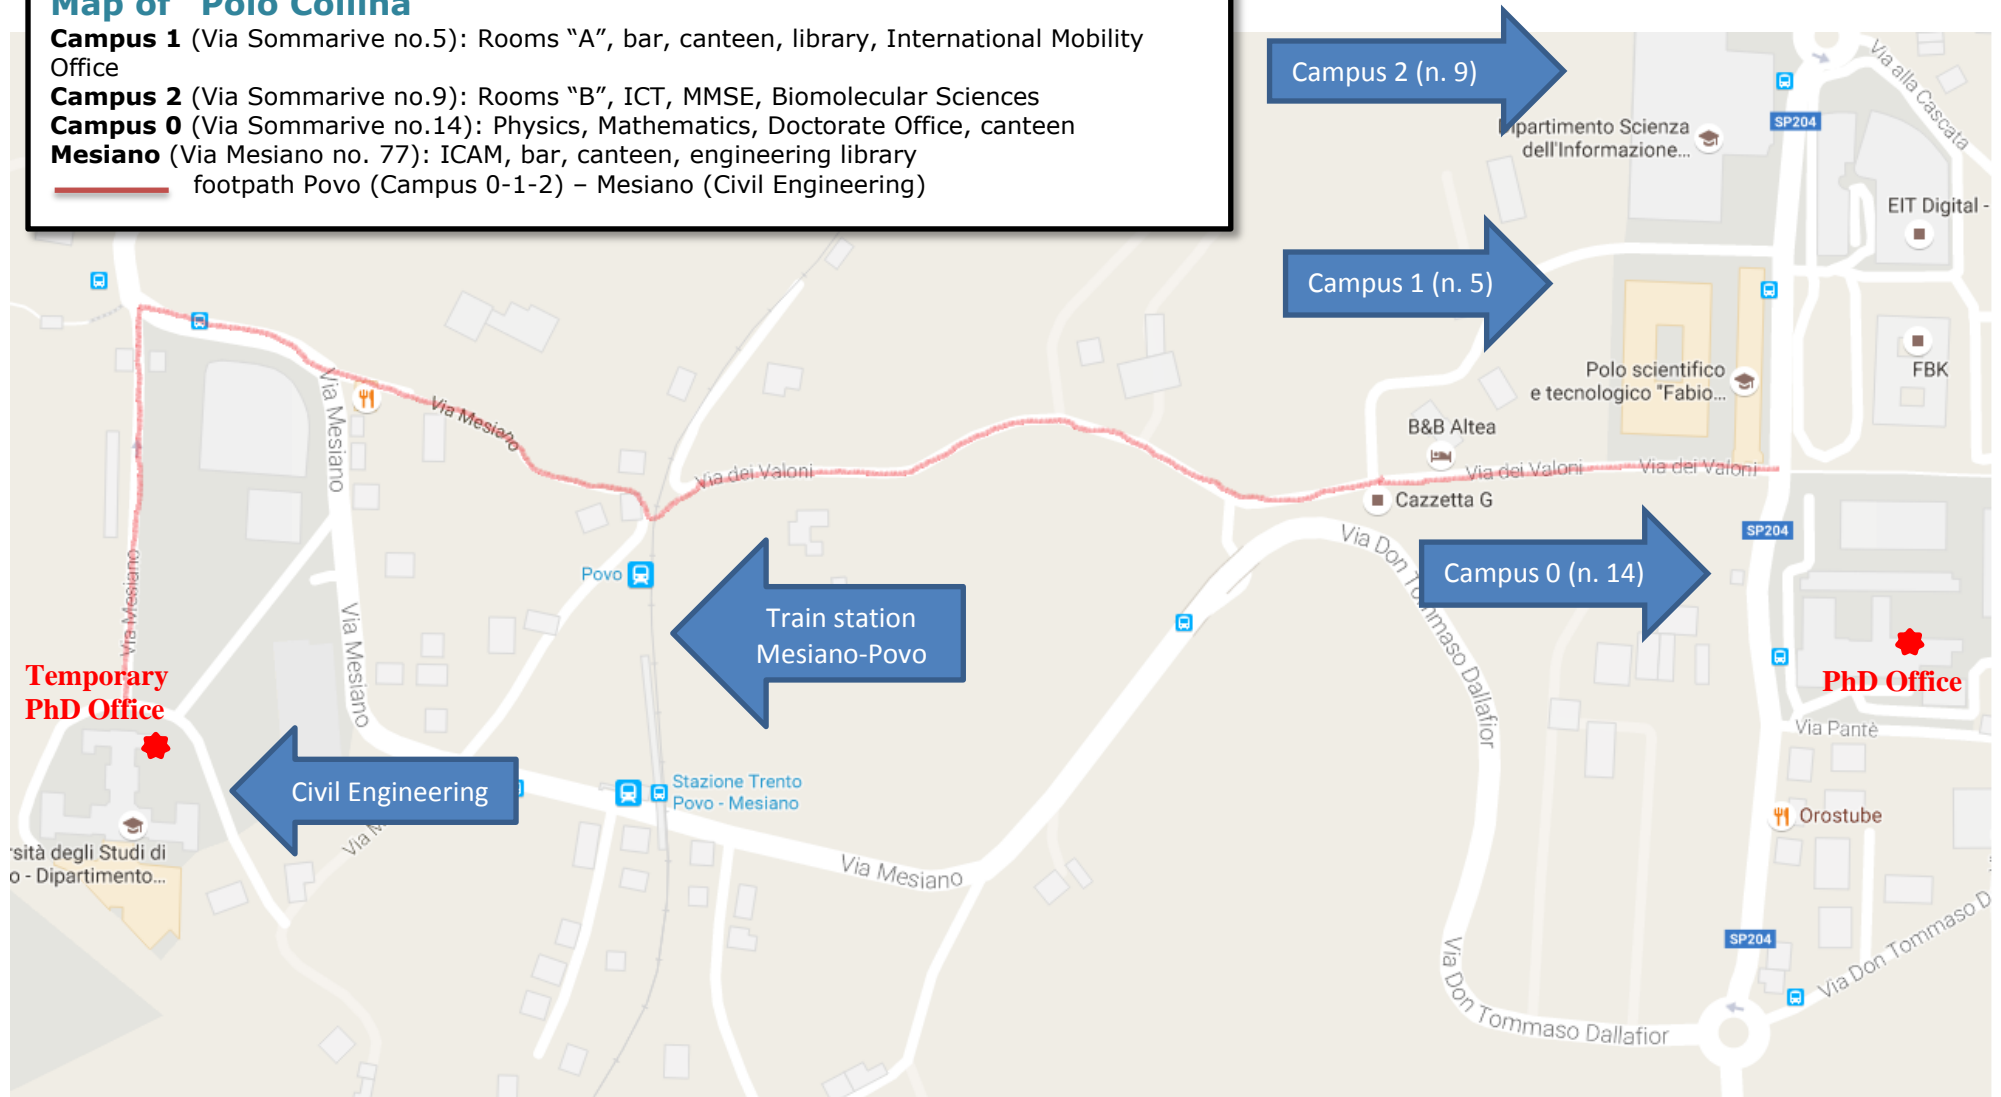 Map of "Polo Collina
Campus 1 (Via Sommarive no.5): Rooms “A”, bar, canteen, library, International Mobility
Office
Campus 2 (Via Sommarive no.9): Rooms “B”, ICT, MMSE, Biomolecular Sciences
Campus 0 (Via Sommarive no.14): Physics, Mathematics, Doctorate Office, canteen
Mesiano (Via Mesiano no. 77): ICAM, bar, canteen, engineering library
footpath Povo (Campus 0-1-2) – Mesiano (Civil Engineering)
Campus 2 (n. 9)
Via alla Cascata
SP204
Dipartimento Scienza
dell'Informazione...
EIT Digital -
Campus 1 (n. 5)
Polo scientifico
e tecnologico "Fabio...
FBK
Via Mesiano
Via Mesiano
B&B Altea
Via dei Valoni
Via dei Valoni
Via dei Valoni
Cazzetta G
SP204
Via Don Tommaso Dallafior
Campus 0 (n. 14)
Povo
Train station
Mesiano-Povo
Via Mesiano
Via Mesiano
Temporary
PhD Office
PhD Office
Via Pantè
Civil Engineering
Stazione Trento
Povo - Mesiano
Orostube
Via M
sità degli Studi di
o - Dipartimento...
Via Mesiano
SP204
Via Don Tommaso D
Via Don Tommaso Dallafior